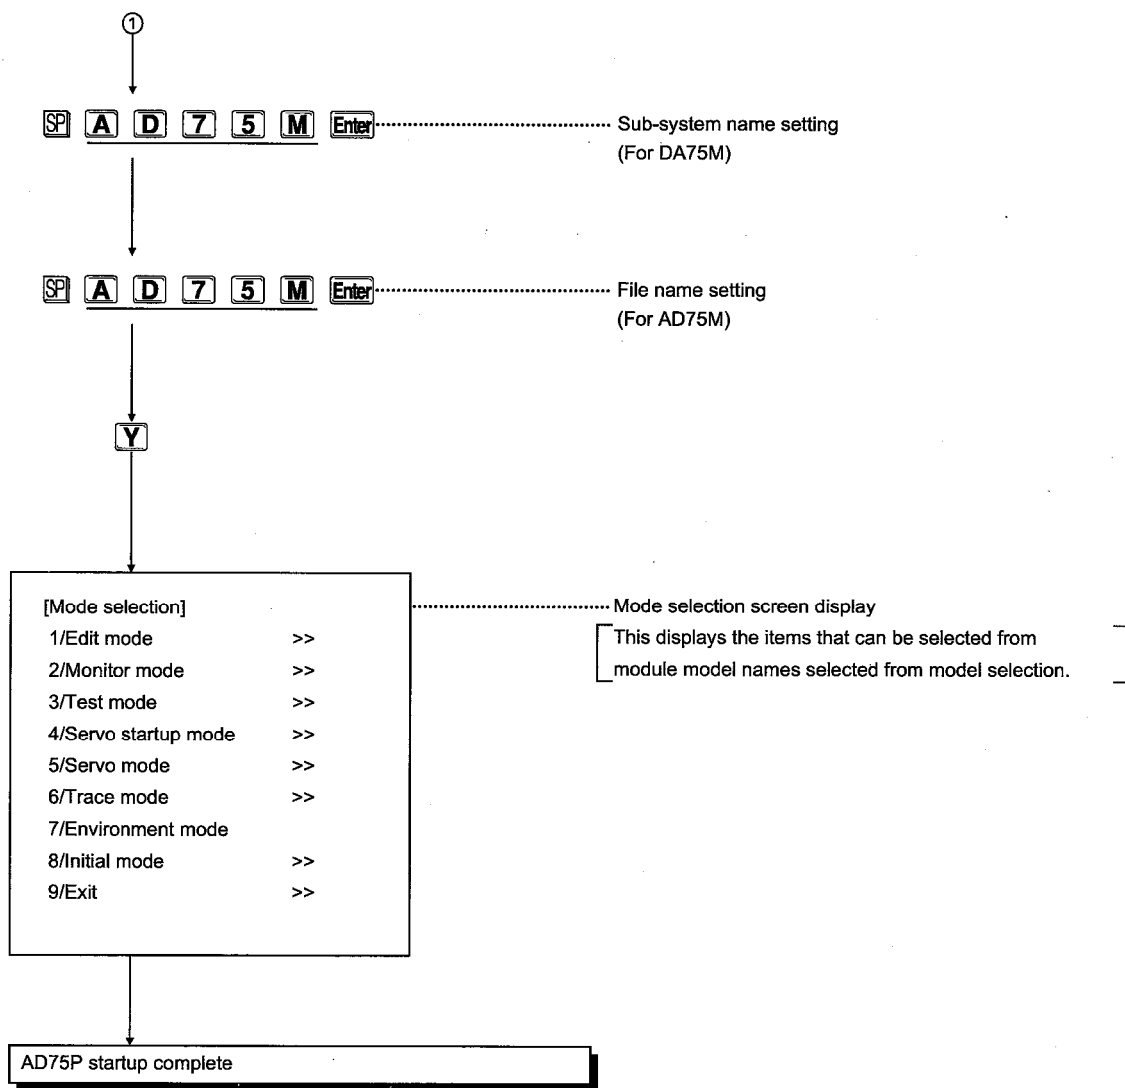 ①
SP A D 7 5 M Enter Sub-system name setting
(For DA75M)
SP A D 7 5 M Enter File name setting
(For AD75M)
Y
[Mode selection] Mode selection screen display
1/Edit mode >> This displays the items that can be selected from
2/Monitor mode >> module model names selected from model selection.
3/Test mode >>
4/Servo startup mode >>
5/Servo mode >>
6/Trace mode >>
7/Environment mode
8/Initial mode >>
9/Exit >>
AD75P startup complete